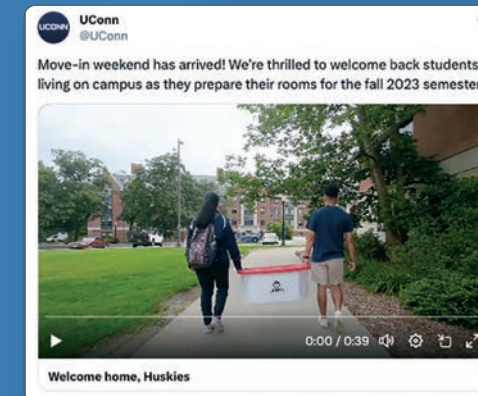 UCONN
UConn
@UConn
Move-in weekend has arrived! We're thrilled to welcome back students
living on campus as they prepare their rooms for the fall 2023 semester
0:00 / 0:39
Welcome home, Huskies